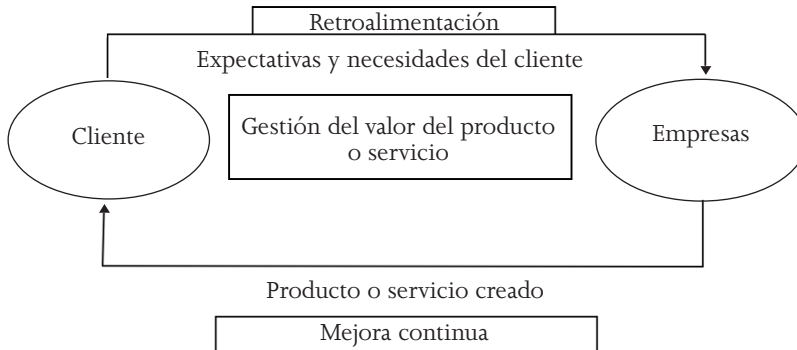 Retroalimentación
Expectativas y necesidades del cliente
Cliente
Gestión del valor del producto
o servicio
Empresas
Producto o servicio creado
Mejora continua